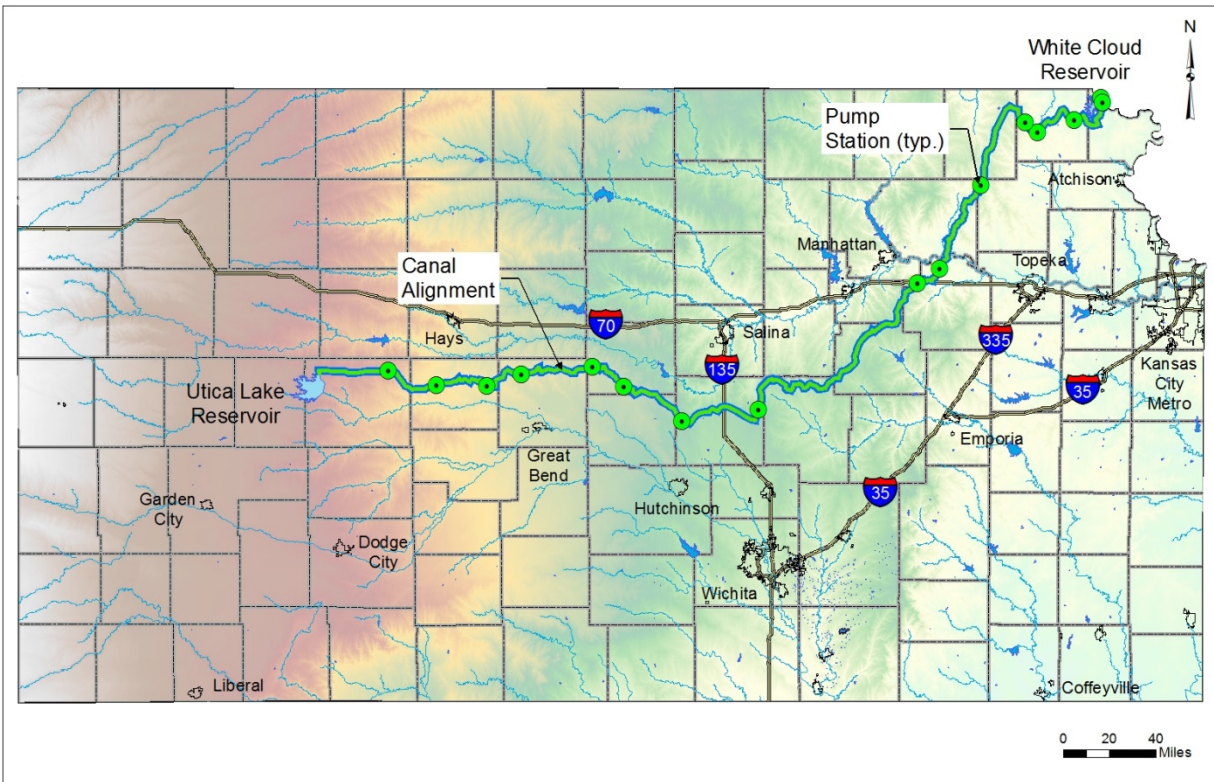 N
White Cloud
Reservoir
Pump
Station (typ.)
Atchison
Manhattan
Topeka
Canal
Alignment
Hays
70
Salina
335
135
Kansas
City
Metro
35
Utica Lake
Reservoir
Emporia
Great
Bend
Garden
City
Hutchinson
35
Dodge
City
Wichita
Liberal
Coffeyville
0 20 40
Miles